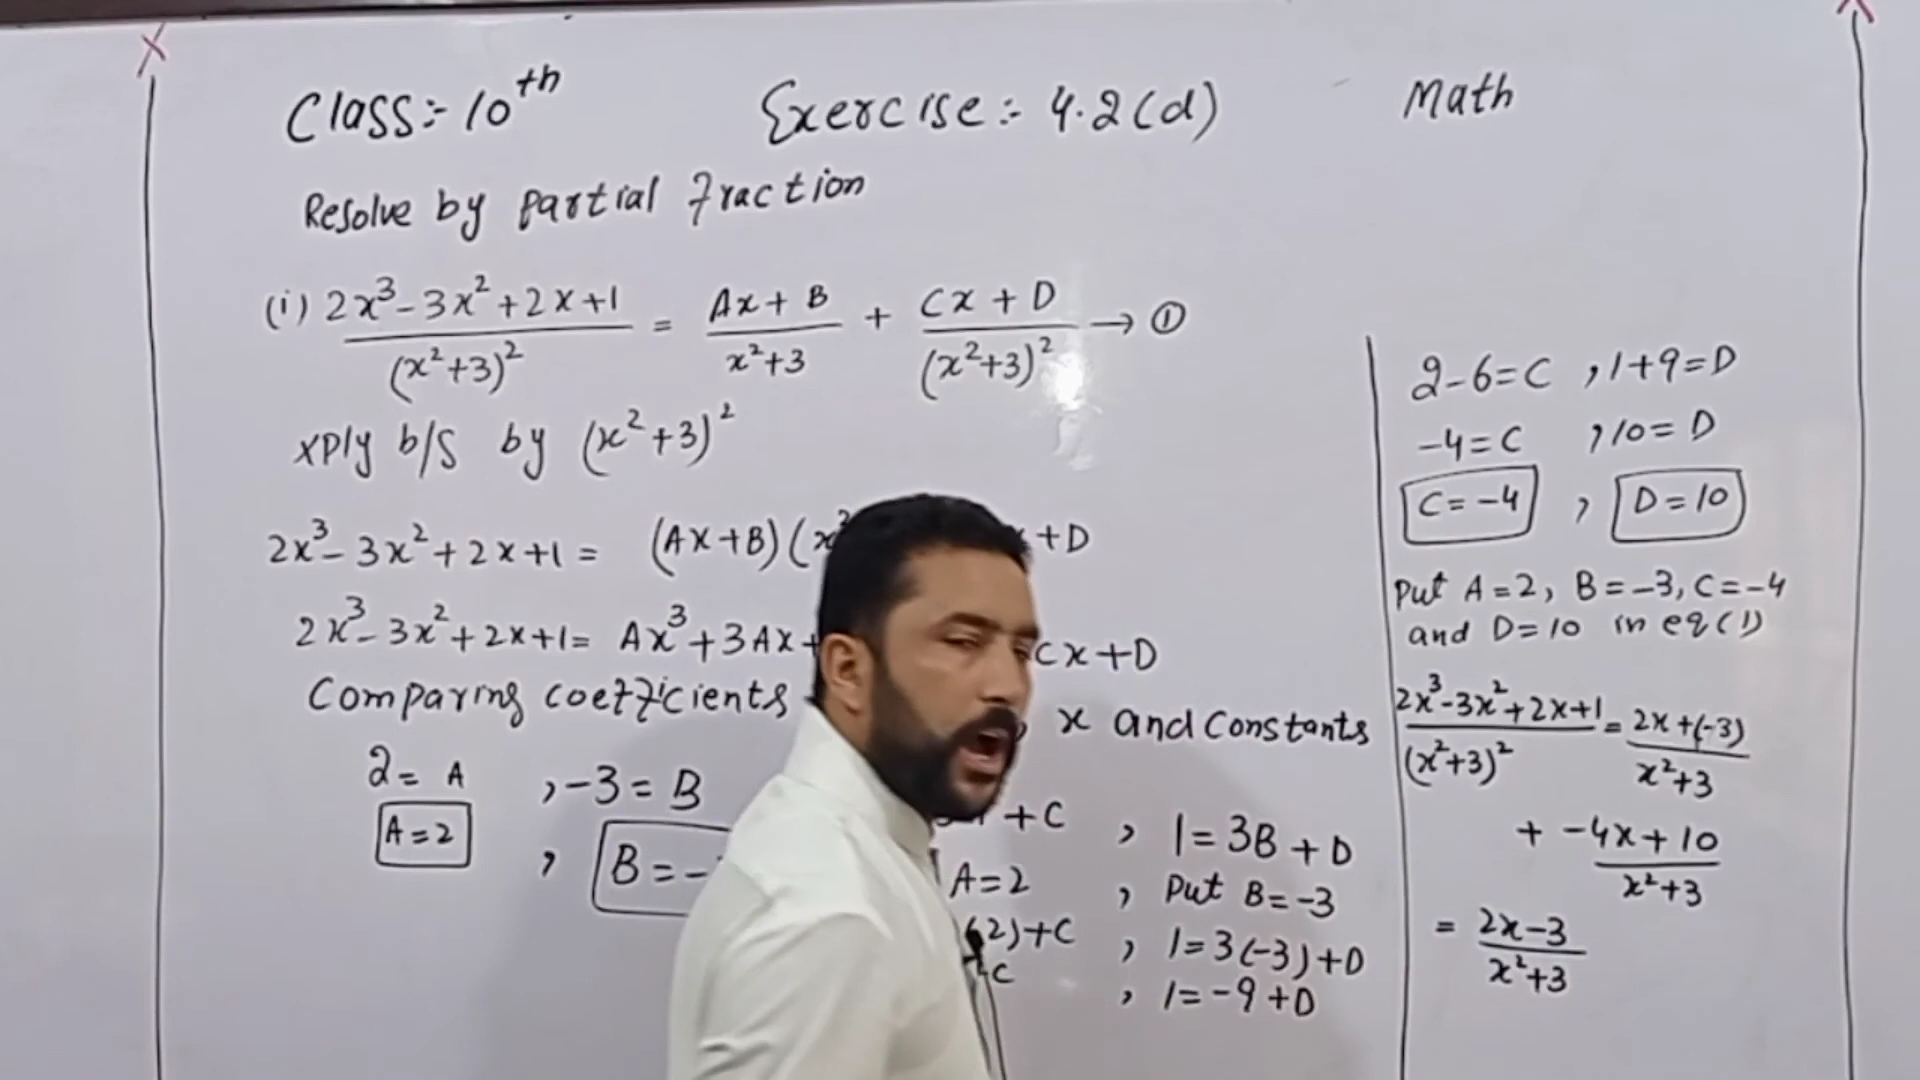 Class:- 10th Exercise:- 4.2(d) Math
Resolve by partial fraction
(i) 2x³-3x²+2x+1/(x²+3)² = Ax+B/x²+3 + Cx+D/(x²+3)² → ①
xply b/s by (x²+3)²
2x³-3x²+2x+1 = (Ax+B)(x +D
2x³-3x²+2x+1 = Ax³+3Ax+ Cx+D
Comparing coefficients x and constants
2 = A , -3 = B +C , 1=3B+D
A=2 , B=- A=2 , Put B=-3
(2)+C , 1=3(-3)+D
C , 1=-9+D
2-6=C , 1+9=D
-4=C , 10=D
C=-4 , D=10
Put A=2, B=-3, C=-4
and D=10 in eq(1)
2x³-3x²+2x+1/(x²+3)² = 2x+(-3)/x²+3
+ -4x+10/x²+3
= 2x-3/x²+3